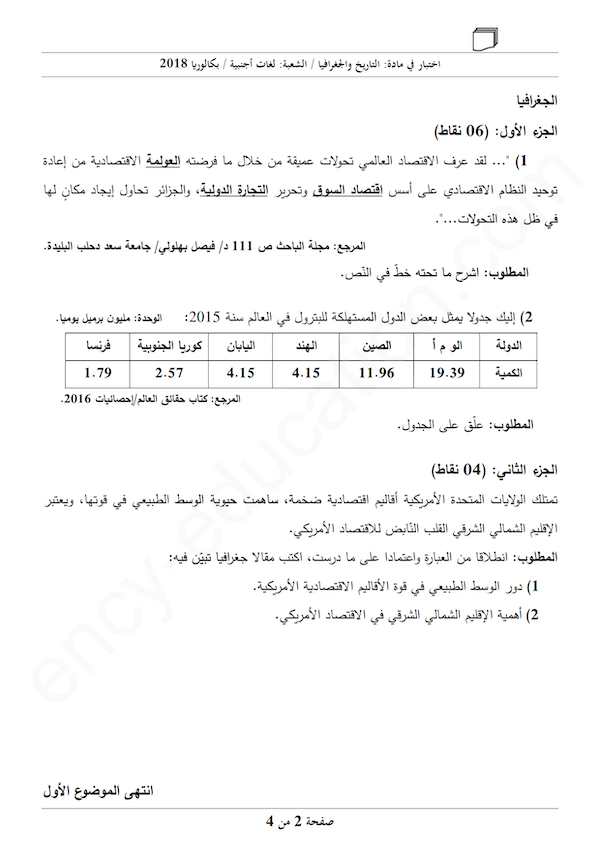 اختبار في مادة: التاريخ والجغرافيا / الشعبة: لغات أجنبية / بكالوريا 2018
الجغرافيا
الجزء الأول: (06 نقاط)
1) "... لقد عرف الاقتصاد العالمي تحولات عميقة من خلال ما فرضته العولمة الاقتصادية من إعادة
توحيد النظام الاقتصادي على أسس اقتصاد السوق وتحرير التجارة الدولية، والجزائر تحاول إيجاد مكانٍ لها
في ظل هذه التحولات...".
المرجع: مجلة الباحث ص 111 د/ فيصل بهلولي/ جامعة سعد دحلب البليدة.
المطلوب: اشرح ما تحته خطّ في النّص.
2) إليك جدولا يمثل بعض الدول المستهلكة للبترول في العالم سنة 2015: الوحدة: مليون برميل يوميا.
الدولة الو م أ الصين الهند اليابان كوريا الجنوبية فرنسا
الكمية 19.39 11.96 4.15 4.15 2.57 1.79
المرجع: كتاب حقائق العالم/إحصائيات 2016.
المطلوب: علّق على الجدول.
الجزء الثاني: (04 نقاط)
تمتلك الولايات المتحدة الأمريكية أقاليم اقتصادية ضخمة، ساهمت حيوية الوسط الطبيعي في قوتها، ويعتبر
الإقليم الشمالي الشرقي القلب النّابض للاقتصاد الأمريكي.
المطلوب: انطلاقا من العبارة واعتمادا على ما درست، اكتب مقالا جغرافيا تبيّن فيه:
1) دور الوسط الطبيعي في قوة الأقاليم الاقتصادية الأمريكية.
2) أهمية الإقليم الشمالي الشرقي في الاقتصاد الأمريكي.
ency-education.com
انتهى الموضوع الأول
صفحة 2 من 4